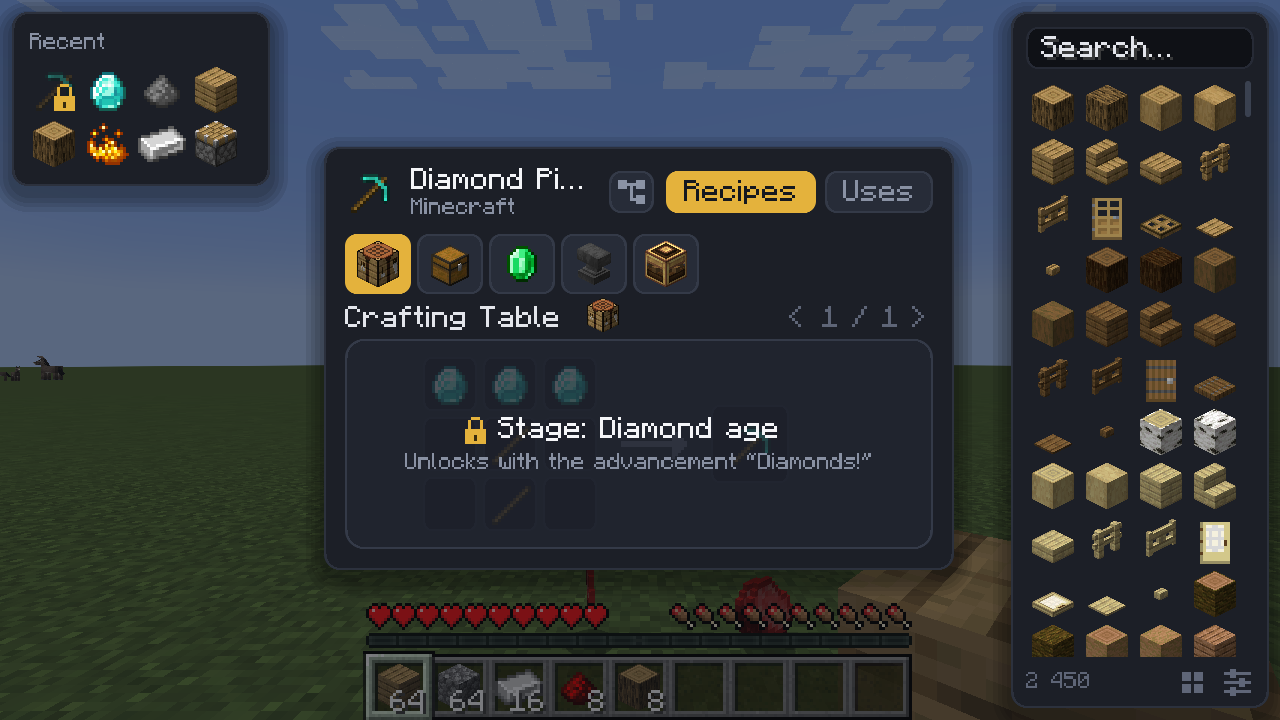 Recent
Search...
Diamond Pi...
Minecraft
Recipes
Uses
Crafting Table
< 1 / 1 >
Stage: Diamond age
Unlocks with the advancement “Diamonds!”
2 450
64
64
16
8
8